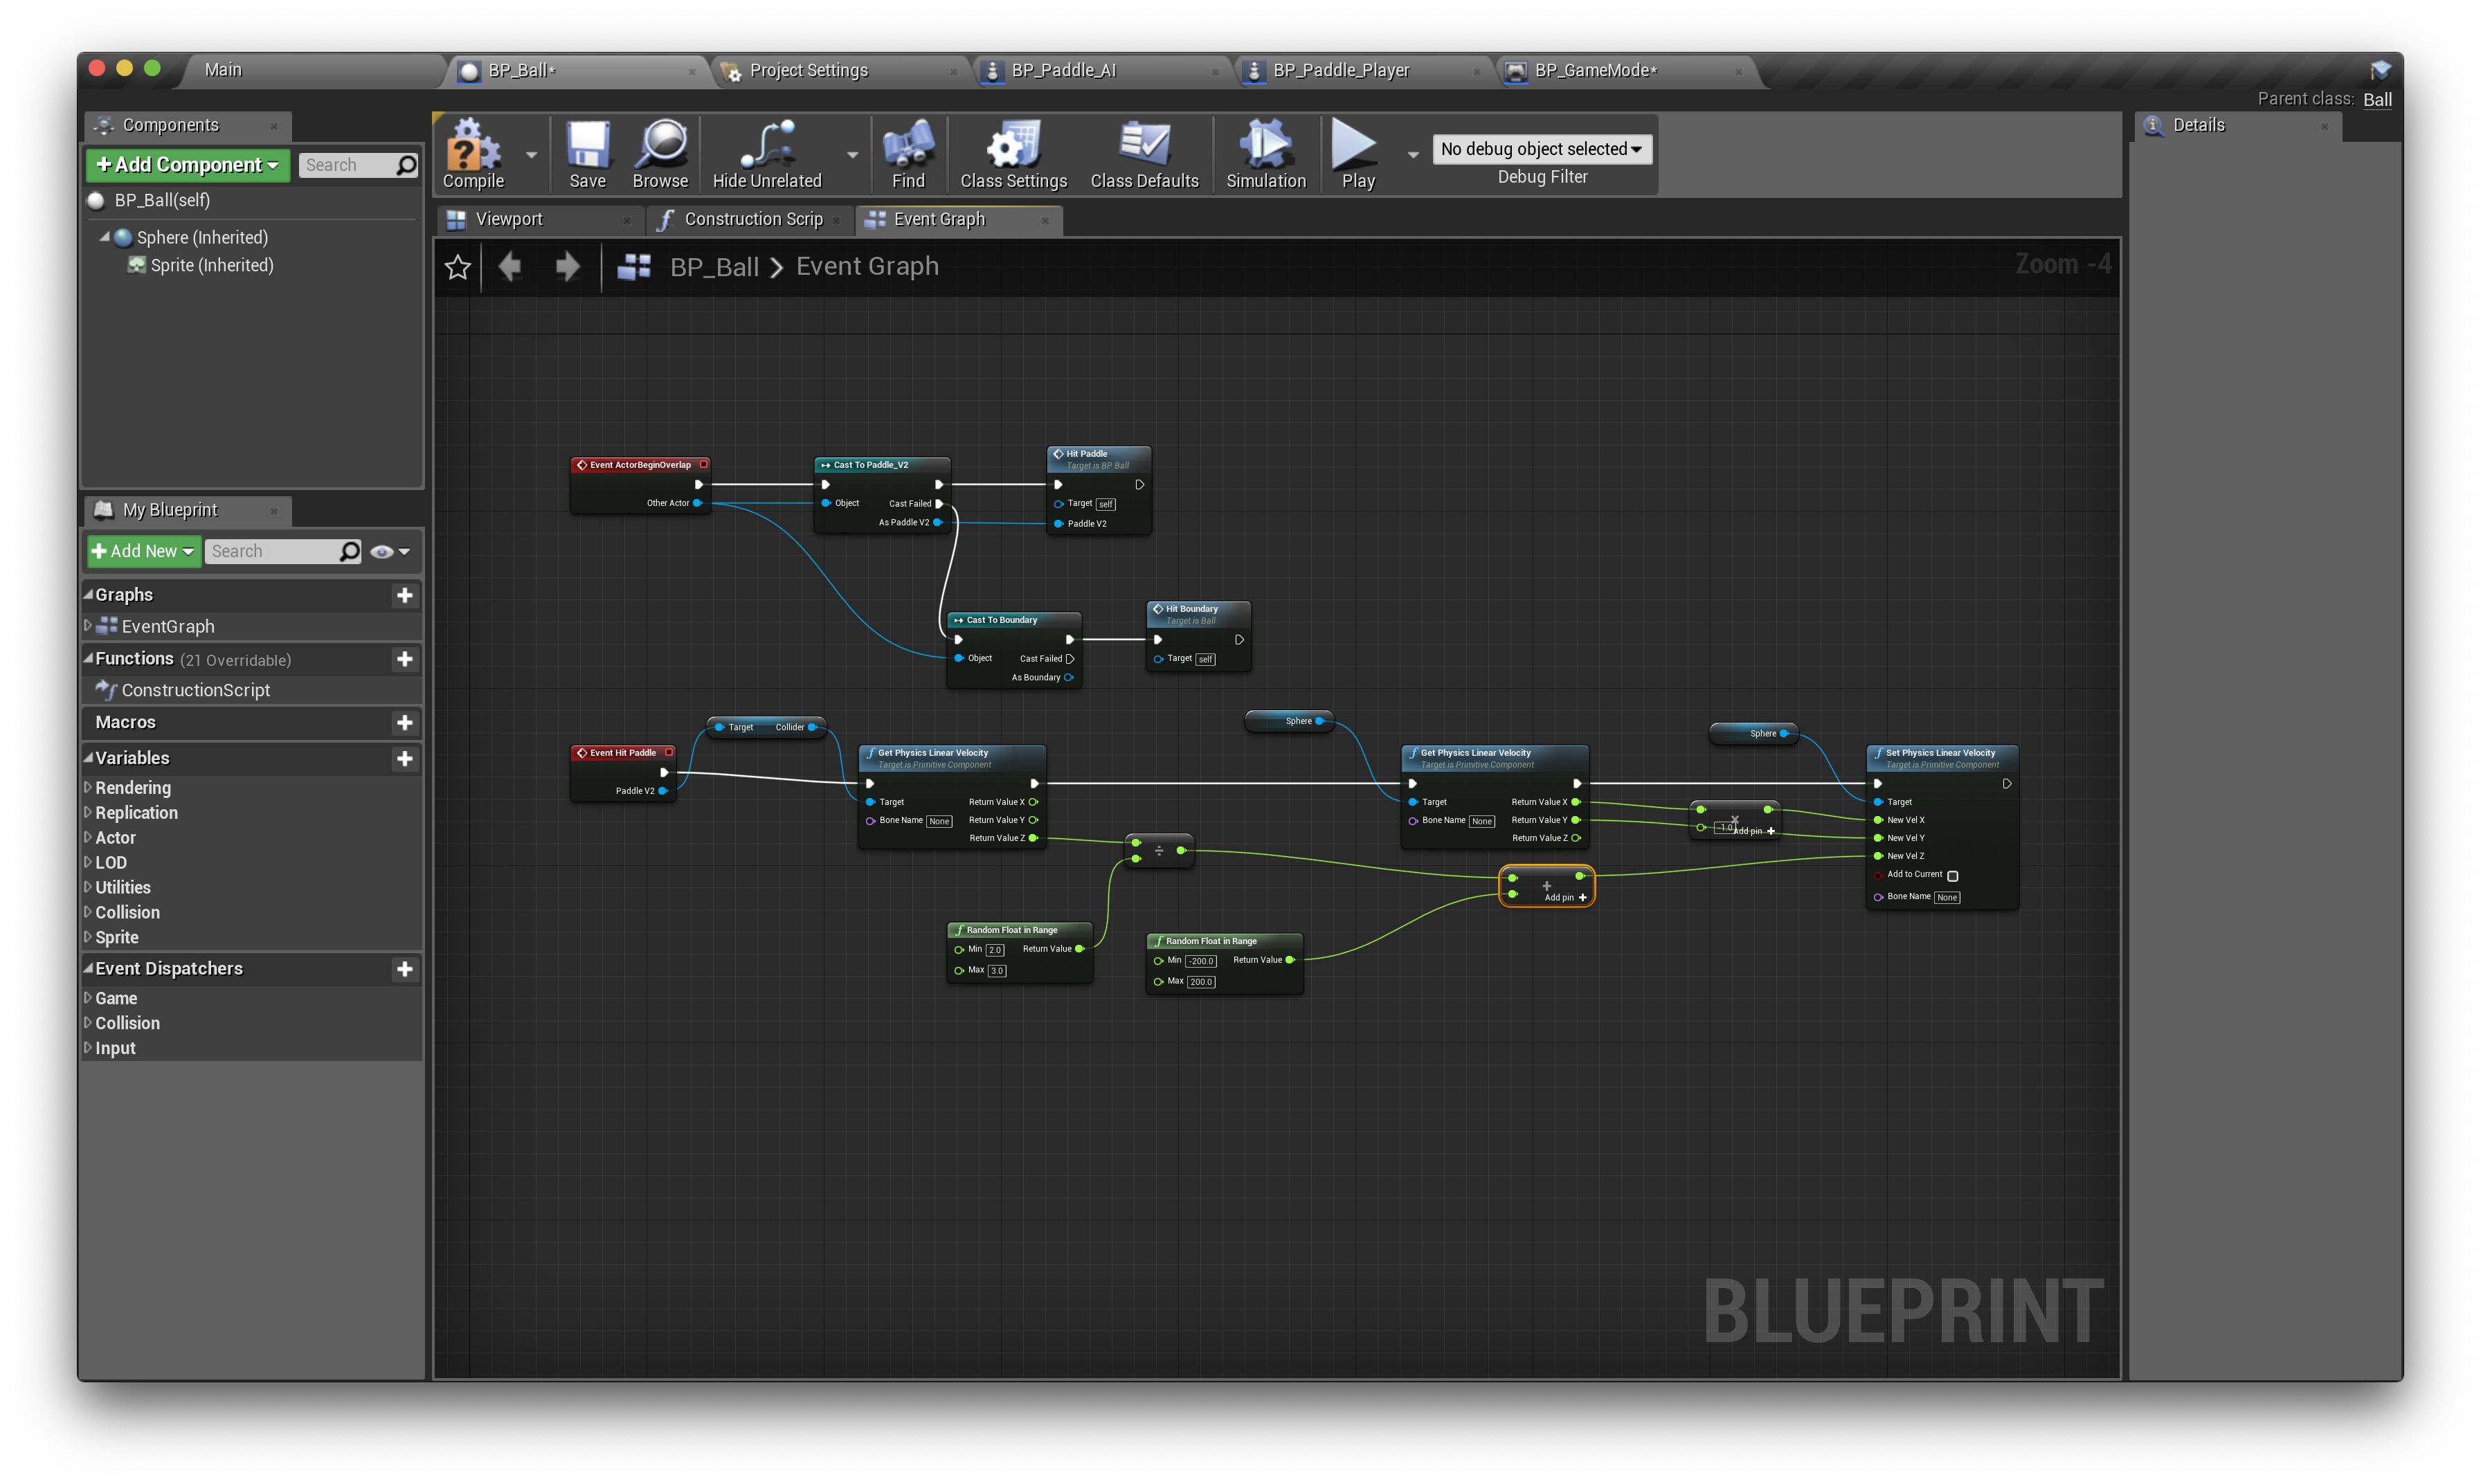 Main
BP_Ball*
Project Settings
BP_Paddle_AI
BP_Paddle_Player
BP_GameMode*
Parent class: Ball
Components
+Add Component
Search
BP_Ball(self)
Sphere (Inherited)
Sprite (Inherited)
Compile
Save
Browse
Hide Unrelated
Find
Class Settings
Class Defaults
Simulation
Play
No debug object selected
Debug Filter
Details
Viewport
Construction Scrip
Event Graph
BP_Ball > Event Graph
Zoom -4
My Blueprint
+Add New
Search
Graphs
EventGraph
Functions (21 Overridable)
ConstructionScript
Macros
Variables
Rendering
Replication
Actor
LOD
Utilities
Collision
Sprite
Event Dispatchers
Game
Collision
Input
Event ActorBeginOverlap
Other Actor
Cast To Paddle_V2
Object
Cast Failed
As Paddle V2
Hit Paddle
Target is BP Ball
Target self
Paddle V2
Cast To Boundary
Object
Cast Failed
As Boundary
Hit Boundary
Target is Ball
Target self
Event Hit Paddle
Paddle V2
Target Collider
Get Physics Linear Velocity
Target is Primitive Component
Target
Return Value X
Bone Name None
Return Value Y
Return Value Z
÷
Random Float in Range
Min 2.0
Return Value
Max 3.0
Random Float in Range
Min -200.0
Return Value
Max 200.0
Sphere
Get Physics Linear Velocity
Target is Primitive Component
Target
Return Value X
Bone Name None
Return Value Y
Return Value Z
+
Add pin +
-1.0
×
Add pin +
Sphere
Set Physics Linear Velocity
Target is Primitive Component
Target
New Vel X
New Vel Y
New Vel Z
Add to Current
Bone Name None
BLUEPRINT